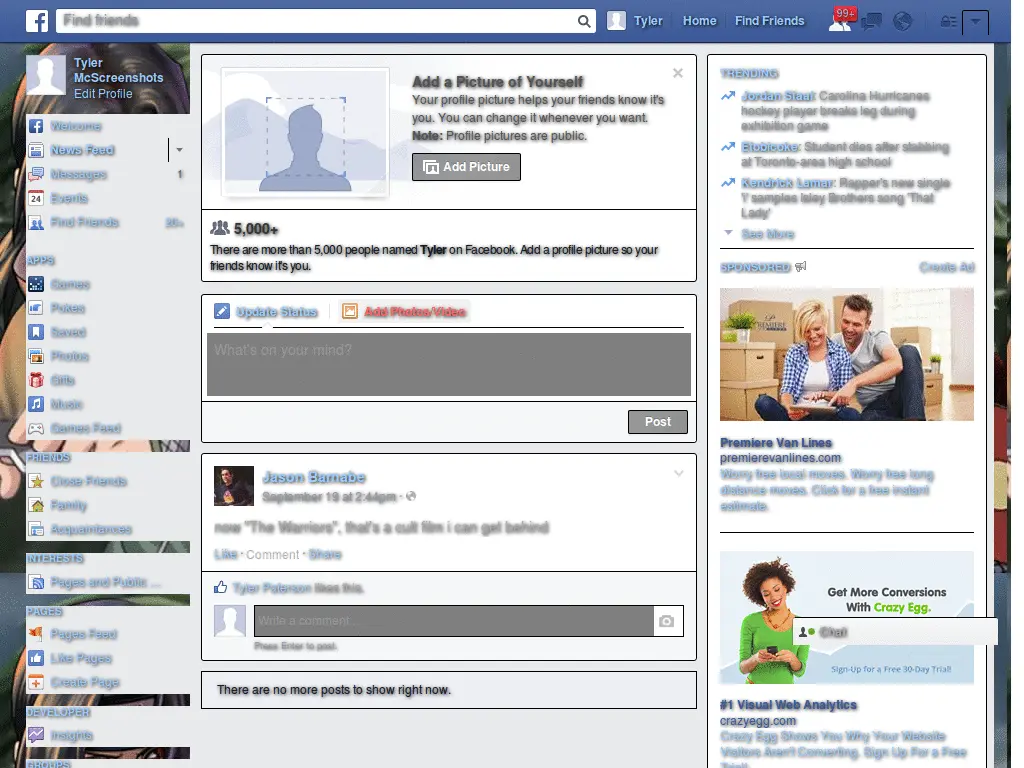 Find friends
Tyler
Home
Find Friends
99+
Tyler
McScreenshots
Edit Profile
Welcome
News Feed
Messages
1
24
Events
Find Friends
20+
APPS
Games
Pokes
Saved
Photos
Gifts
Music
Games Feed
FRIENDS
Close Friends
Family
Acquaintances
INTERESTS
Pages and Public ...
PAGES
Pages Feed
Like Pages
Create Page
DEVELOPER
Insights
GROUPS
Add a Picture of Yourself
Your profile picture helps your friends know it's
you. You can change it whenever you want.
Note: Profile pictures are public.
Add Picture
5,000+
There are more than 5,000 people named Tyler on Facebook. Add a profile picture so your
friends know it's you.
Update Status
Add Photos/Video
What's on your mind?
Post
Jason Barnabe
September 19 at 2:44pm ·
now "The Warriors", that's a cult film i can get behind
Like · Comment · Share
Tyler Paterson likes this.
Write a comment...
Press Enter to post.
There are no more posts to show right now.
TRENDING
Jordan Staal: Carolina Hurricanes
hockey player breaks leg during
exhibition game
Etobicoke: Student dies after stabbing
at Toronto-area high school
Kendrick Lamar: Rapper's new single
'i' samples Isley Brothers song 'That
Lady'
See More
SPONSORED
Create Ad
PREMIERE
Premiere Van Lines
premierevanlines.com
Worry free local moves. Worry free long
distance moves. Click for a free instant
estimate.
Get More Conversions
With Crazy Egg.
Chat
Sign-Up for a Free 30-Day Trial!
#1 Visual Web Analytics
crazyegg.com
Crazy Egg Shows You Why Your Website
Visitors Aren't Converting. Sign Up For a Free
Trial!